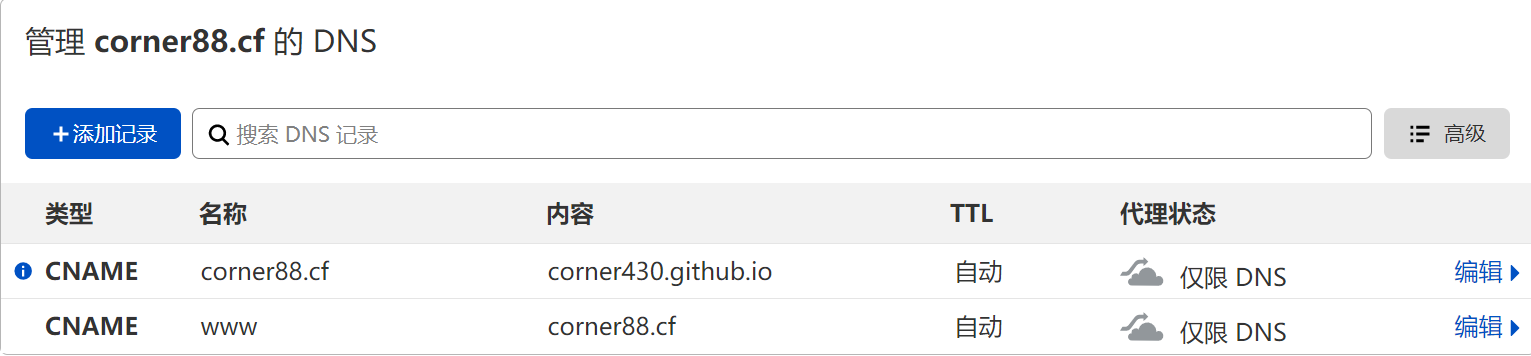 管理 corner88.cf 的 DNS
+添加记录 搜索 DNS 记录 高级
类型 名称 内容 TTL 代理状态
CNAME corner88.cf corner430.github.io 自动 仅限 DNS 编辑
CNAME www corner88.cf 自动 仅限 DNS 编辑